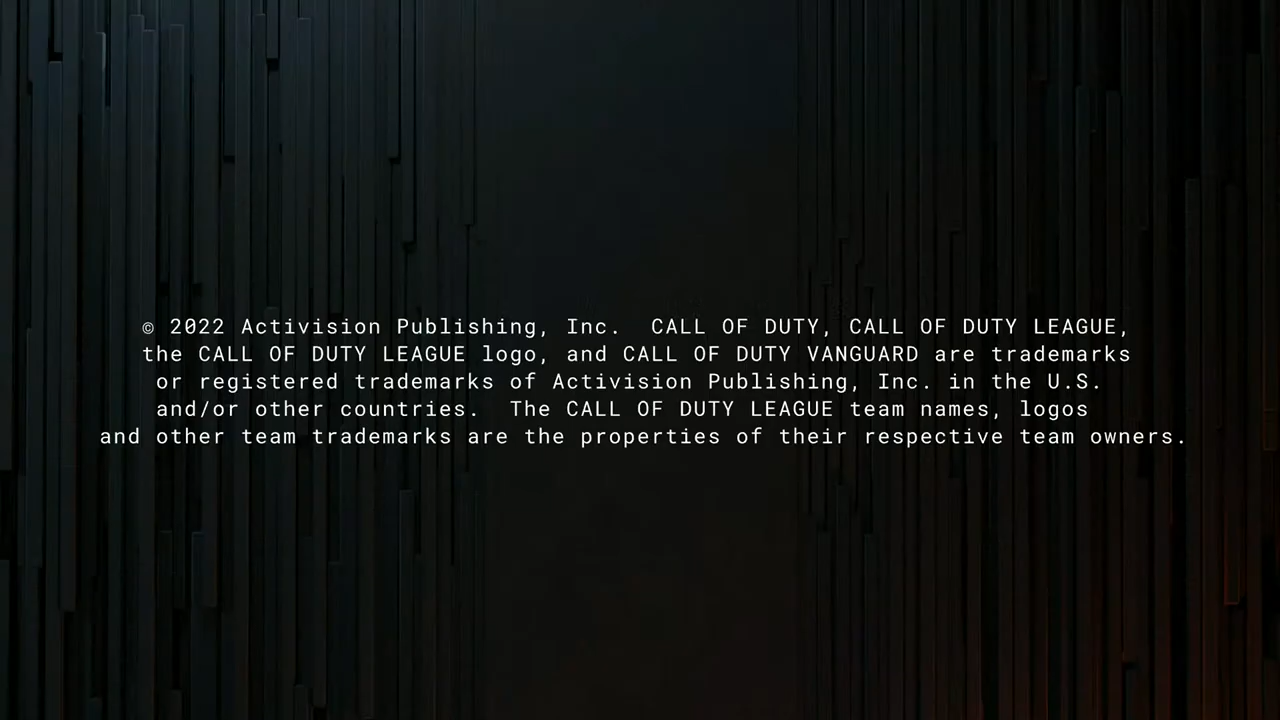 © 2022 Activision Publishing, Inc.  CALL OF DUTY, CALL OF DUTY LEAGUE,
the CALL OF DUTY LEAGUE logo, and CALL OF DUTY VANGUARD are trademarks
or registered trademarks of Activision Publishing, Inc. in the U.S.
and/or other countries.  The CALL OF DUTY LEAGUE team names, logos
and other team trademarks are the properties of their respective team owners.